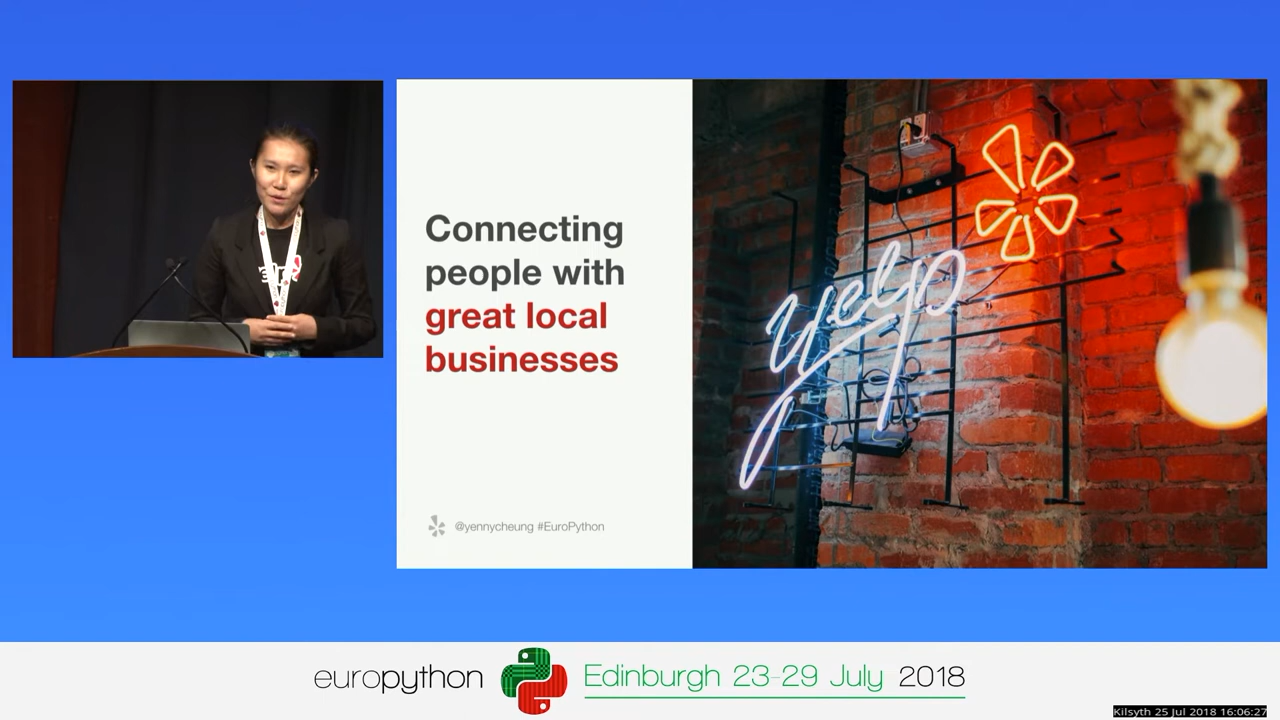 Connecting
people with
great local
businesses
@yennycheung #EuroPython
yelp
europython
Edinburgh 23-29 July 2018
Kilsyth 25 Jul 2018 16:06:27